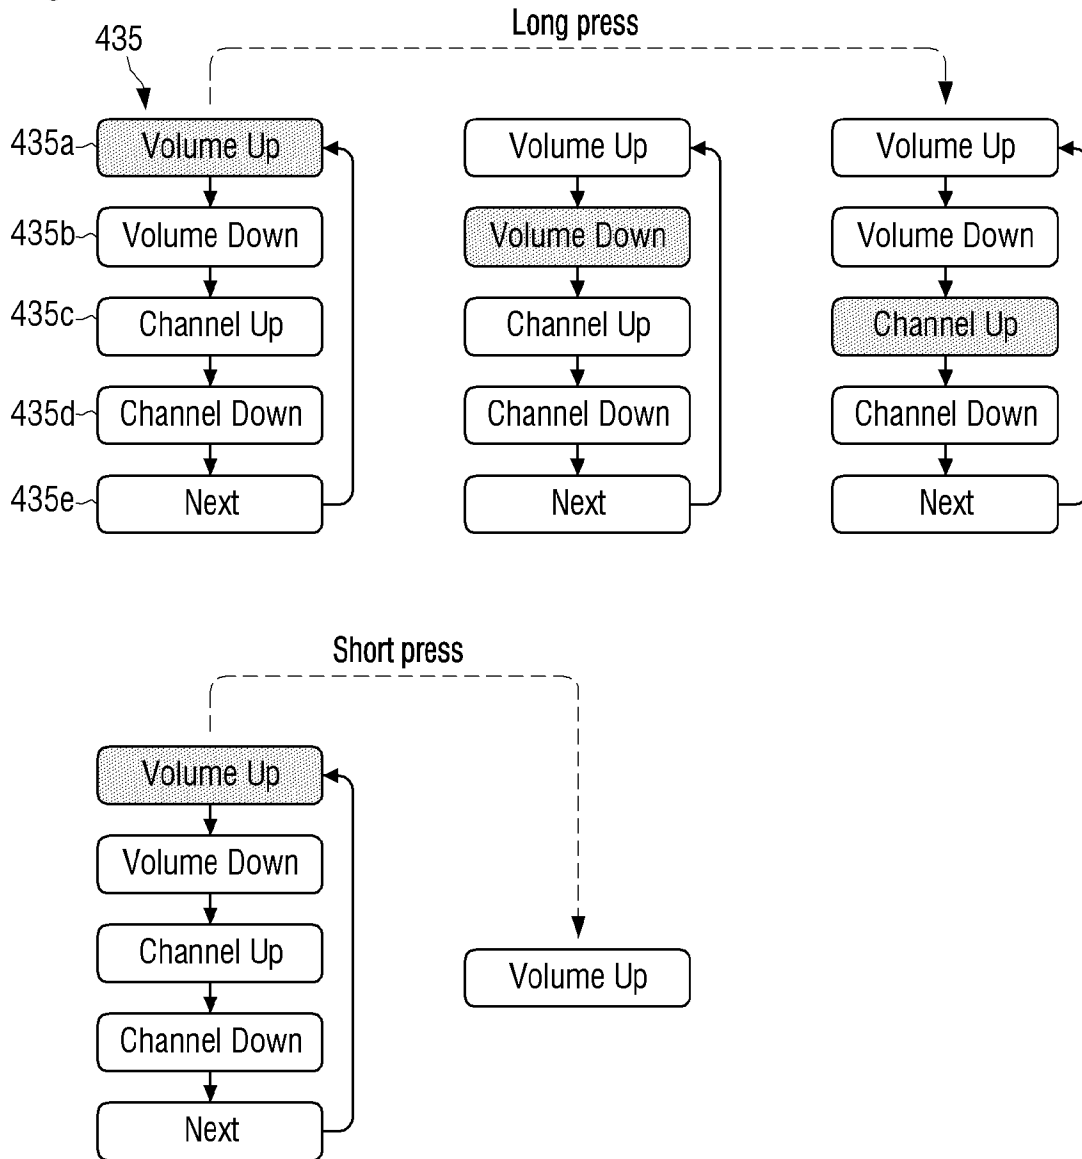 Long press
435
435a Volume Up Volume Up Volume Up
435b Volume Down Volume Down Volume Down
435c Channel Up Channel Up Channel Up
435d Channel Down Channel Down Channel Down
435e Next Next Next
Short press
Volume Up
Volume Down
Channel Up
Volume Up
Channel Down
Next